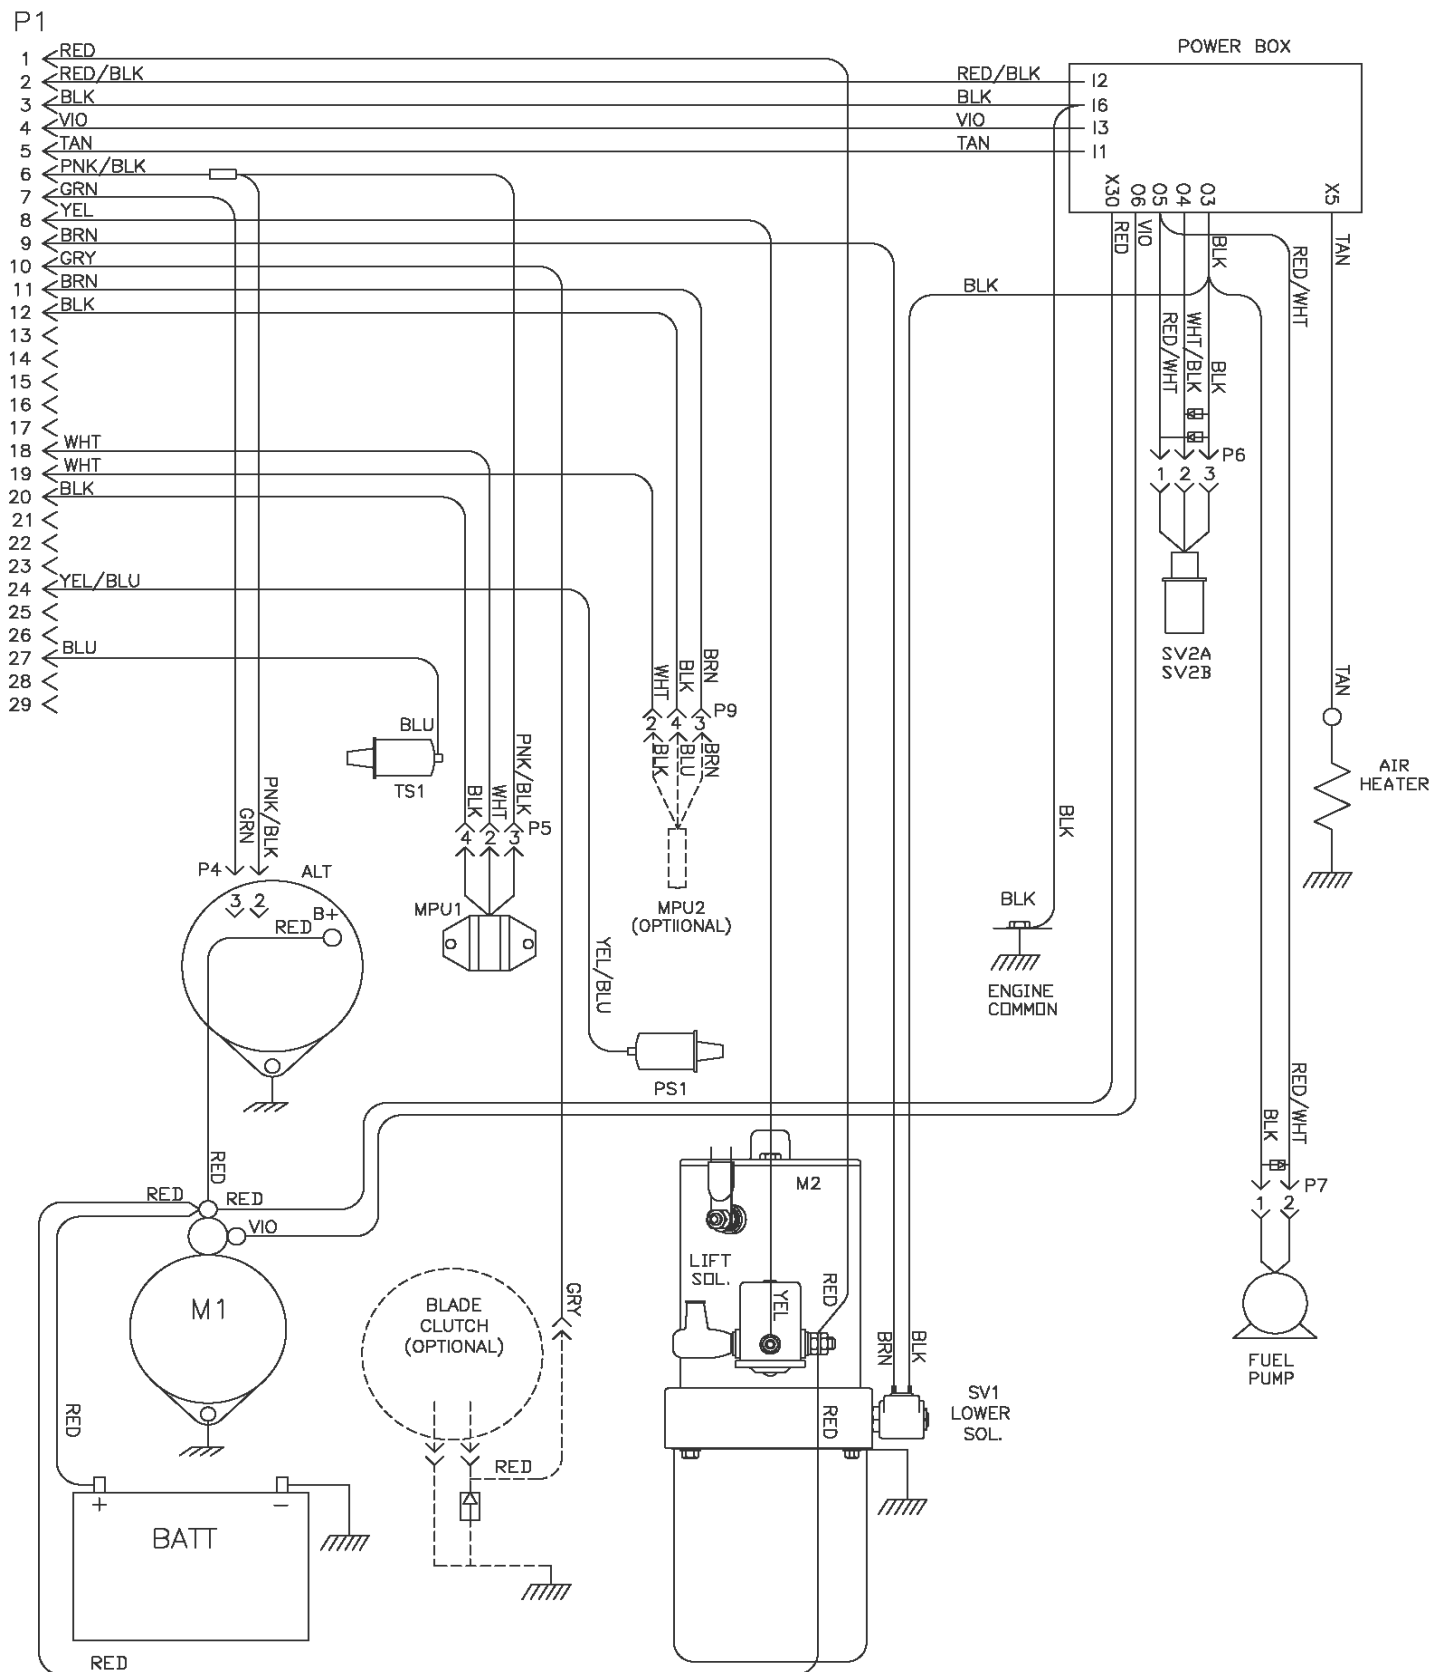 P1
POWER BOX
1 RED
2 RED/BLK RED/BLK I2
3 BLK BLK I6
4 VIO VIO I3
5 TAN TAN I1
6 PNK/BLK
7 GRN
8 YEL
9 BRN
10 GRY
11 BRN
12 BLK
13
14
15
16
17
18 WHT
19 WHT
20 BLK
21
22
23
24 YEL/BLU
25
26
27 BLU
28
29
X30 O6 O5 O4 O3 X5
RED VIO BLK RED/WHT TAN
BLK
RED/WHT WHT/BLK BLK
P6
1 2 3
SV2A
SV2B
TAN
AIR
HEATER
WHT BLK BRN
P9
2 4 3
BLK BLU BRN
MPU2
(OPTIIONAL)
BLU
TS1
BLK WHT PNK/BLK
P5
4 2 3
MPU1
GRN PNK/BLK
P4
ALT
3 2
B+
RED
YEL/BLU
PS1
BLK
BLK
ENGINE
COMMON
RED
RED RED
VIO
M1
RED
BATT
+ −
RED
BLADE
CLUTCH
(OPTIONAL)
GRY
RED
M2
LIFT
SOL.
YEL
RED
RED
BRN BLK
SV1
LOWER
SOL.
BLK RED/WHT
P7
1 2
FUEL
PUMP